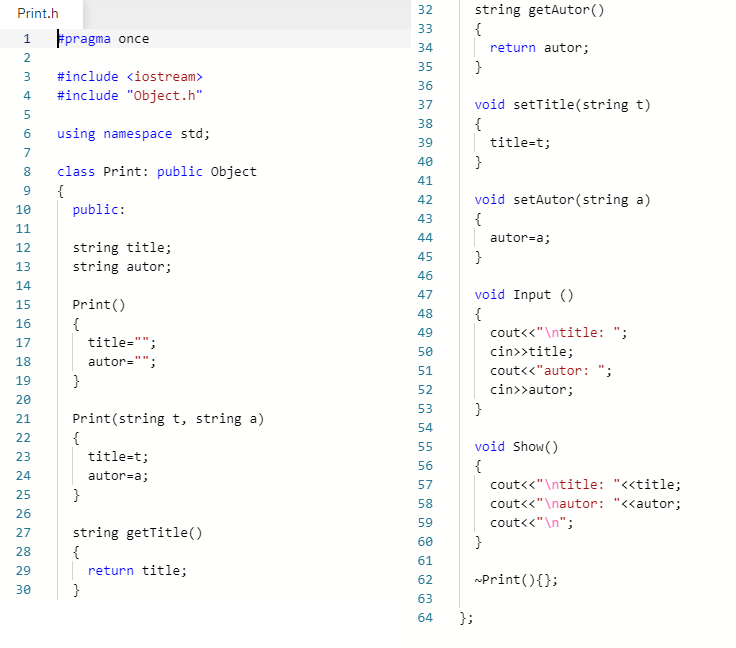 Print.h
1 #pragma once
2
3 #include <iostream>
4 #include "Object.h"
5
6 using namespace std;
7
8 class Print: public Object
9 {
10 public:
11
12 string title;
13 string autor;
14
15 Print()
16 {
17 title="";
18 autor="";
19 }
20
21 Print(string t, string a)
22 {
23 title=t;
24 autor=a;
25 }
26
27 string getTitle()
28 {
29 return title;
30 }
32 string getAutor()
33 {
34 return autor;
35 }
36
37 void setTitle(string t)
38 {
39 title=t;
40 }
41
42 void setAutor(string a)
43 {
44 autor=a;
45 }
46
47 void Input ()
48 {
49 cout<<"\ntitle: ";
50 cin>>title;
51 cout<<"autor: ";
52 cin>>autor;
53 }
54
55 void Show()
56 {
57 cout<<"\ntitle: "<<title;
58 cout<<"\nautor: "<<autor;
59 cout<<"\n";
60 }
61
62 ~Print(){};
63
64 };